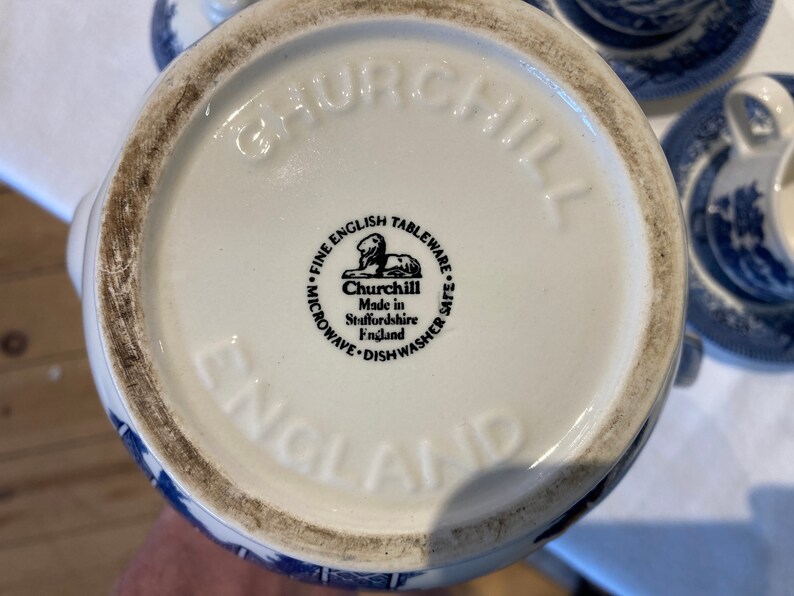 CHURCHILL
• FINE ENGLISH TABLEWARE •
Churchill
Made in
Staffordshire
England
MICROWAVE • DISHWASHER SAFE
ENGLAND